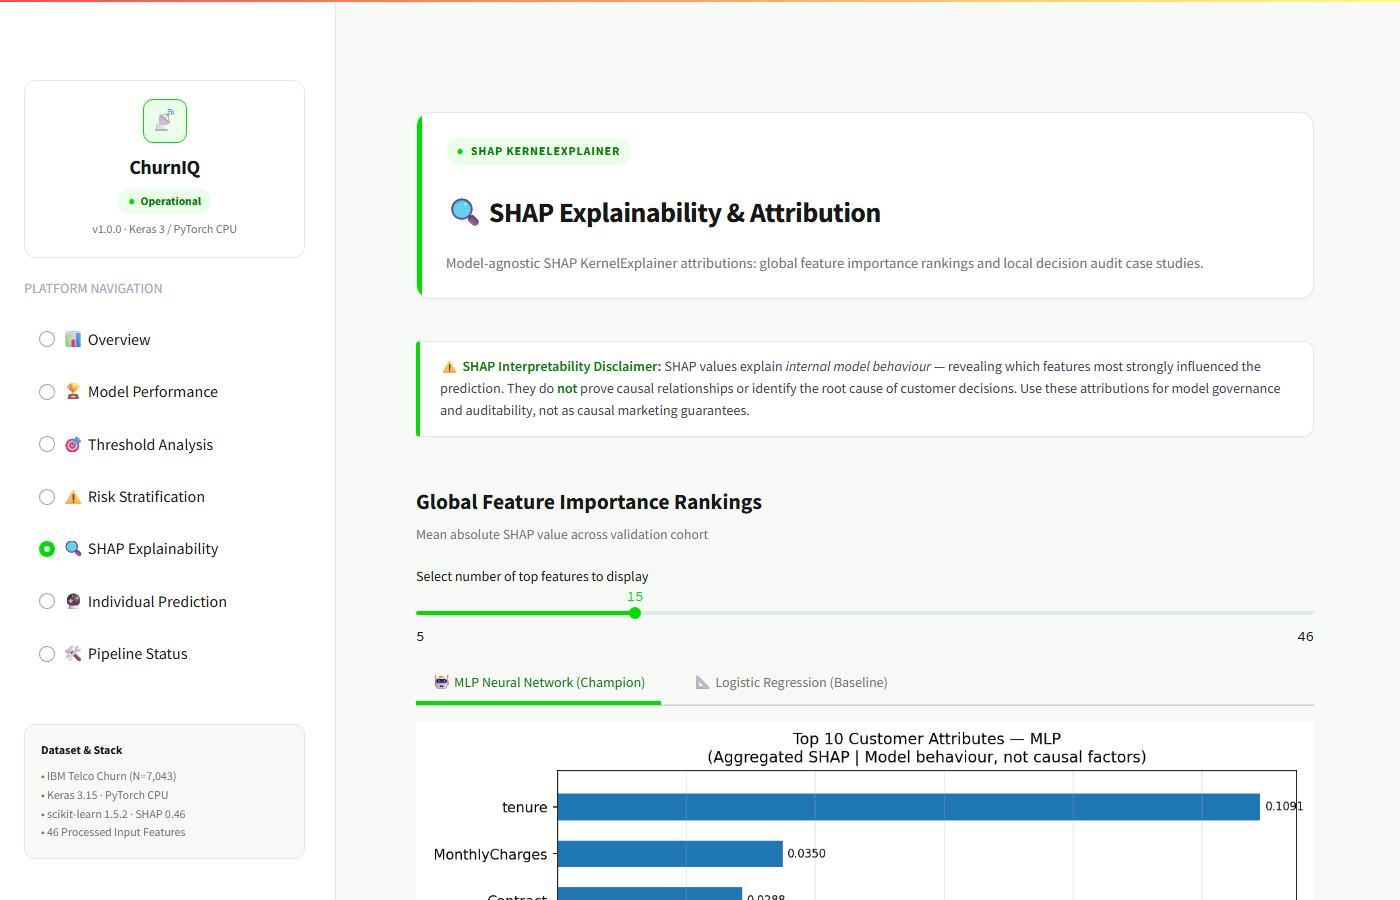 ChurnIQ
Operational
v1.0.0 · Keras 3 / PyTorch CPU
PLATFORM NAVIGATION
Overview
Model Performance
Threshold Analysis
Risk Stratification
SHAP Explainability
Individual Prediction
Pipeline Status
Dataset & Stack
• IBM Telco Churn (N=7,043)
• Keras 3.15 · PyTorch CPU
• scikit-learn 1.5.2 · SHAP 0.46
• 46 Processed Input Features
SHAP KERNELEXPLAINER
SHAP Explainability & Attribution
Model-agnostic SHAP KernelExplainer attributions: global feature importance rankings and local decision audit case studies.
SHAP Interpretability Disclaimer: SHAP values explain internal model behaviour — revealing which features most strongly influenced the
prediction. They do not prove causal relationships or identify the root cause of customer decisions. Use these attributions for model governance
and auditability, not as causal marketing guarantees.
Global Feature Importance Rankings
Mean absolute SHAP value across validation cohort
Select number of top features to display
15
5 46
MLP Neural Network (Champion) Logistic Regression (Baseline)
Top 10 Customer Attributes — MLP
(Aggregated SHAP | Model behaviour, not causal factors)
tenure 0.1091
MonthlyCharges 0.0350
Contract 0.0288